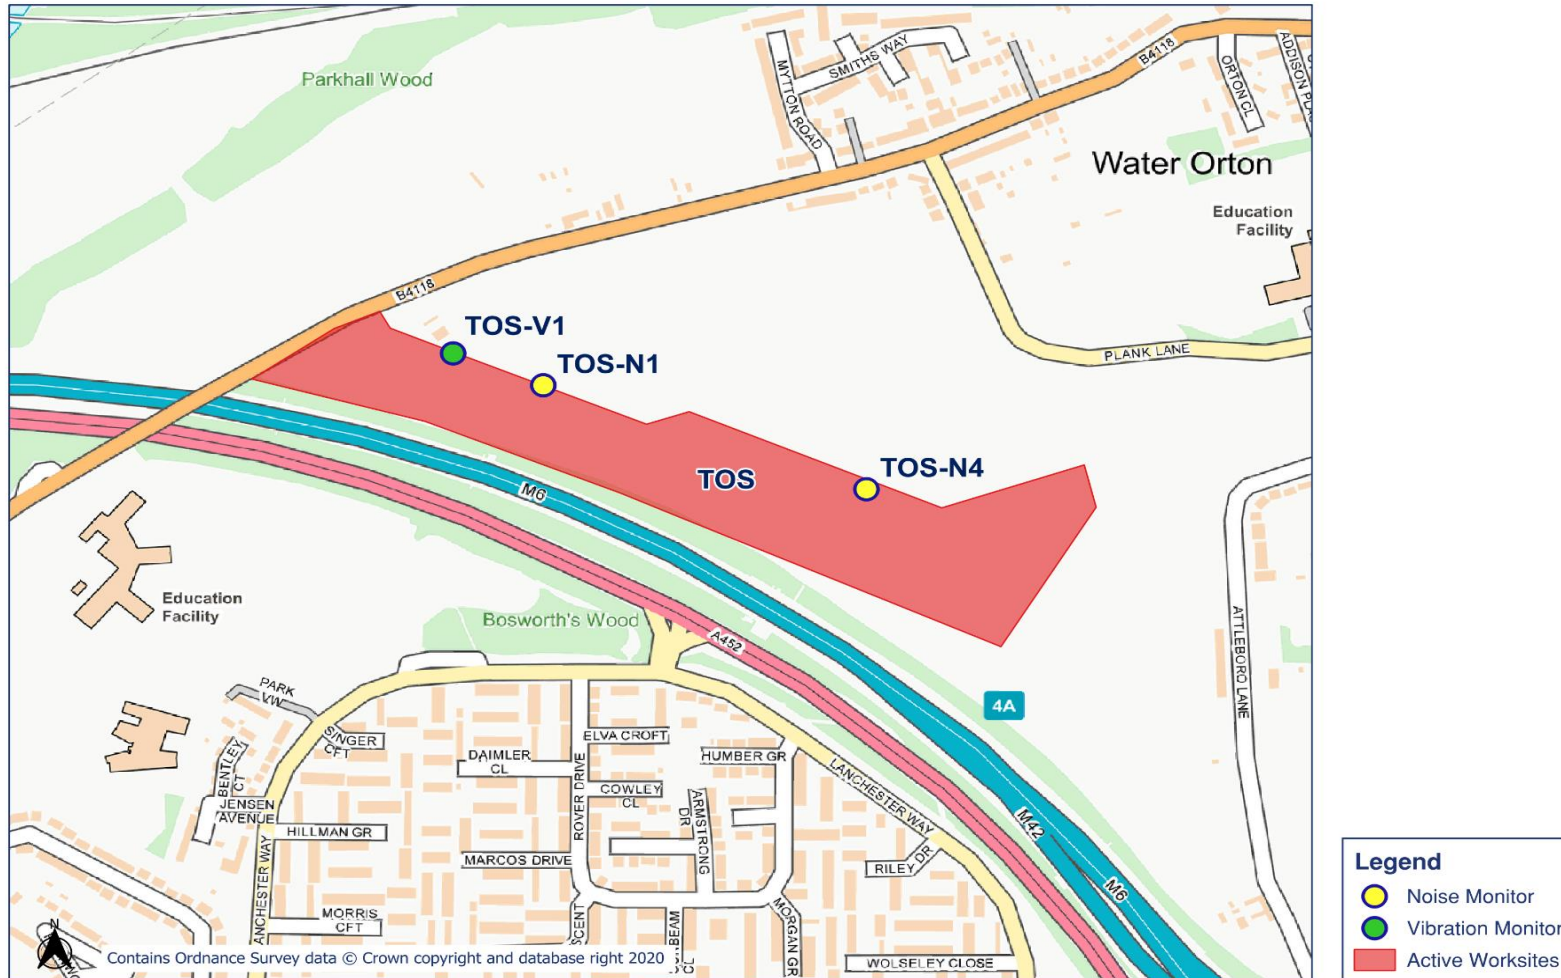 Parkhall Wood
MYTTON ROAD
SMITHS WAY
B4118
ORTON CL
Water Orton
Education
Facility
B4118
TOS-V1
TOS-N1
PLANK LANE
TOS-N4
TOS
M6
Education
Facility
Bosworth's Wood
A452
ATTLEBORO LANE
4A
PARK
VW
SINGER
CFT
BENTLEY
CT
JENSEN
AVENUE
DAIMLER
CL
ELVA CROFT
ROVER DRIVE
COWLEY
CL
HUMBER GR
ARMSTRONG
DR
LANCHESTER WAY
HILLMAN GR
MARCOS DRIVE
RILEY DR
M42
M6
MORRIS
CFT
MORGAN GR
WOLSELEY CLOSE
N
Contains Ordnance Survey data © Crown copyright and database right 2020
Legend
Noise Monitor
Vibration Monitor
Active Worksites